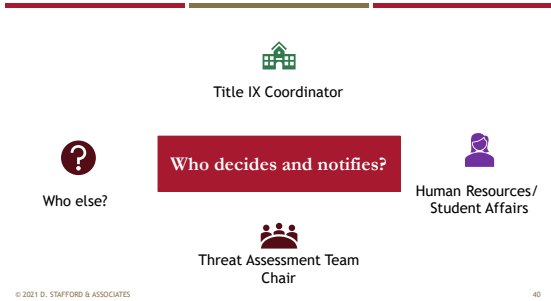 Title IX Coordinator
Who decides and notifies?
Who else?
Human Resources/
Student Affairs
Threat Assessment Team
Chair
© 2021 D. STAFFORD & ASSOCIATES
40